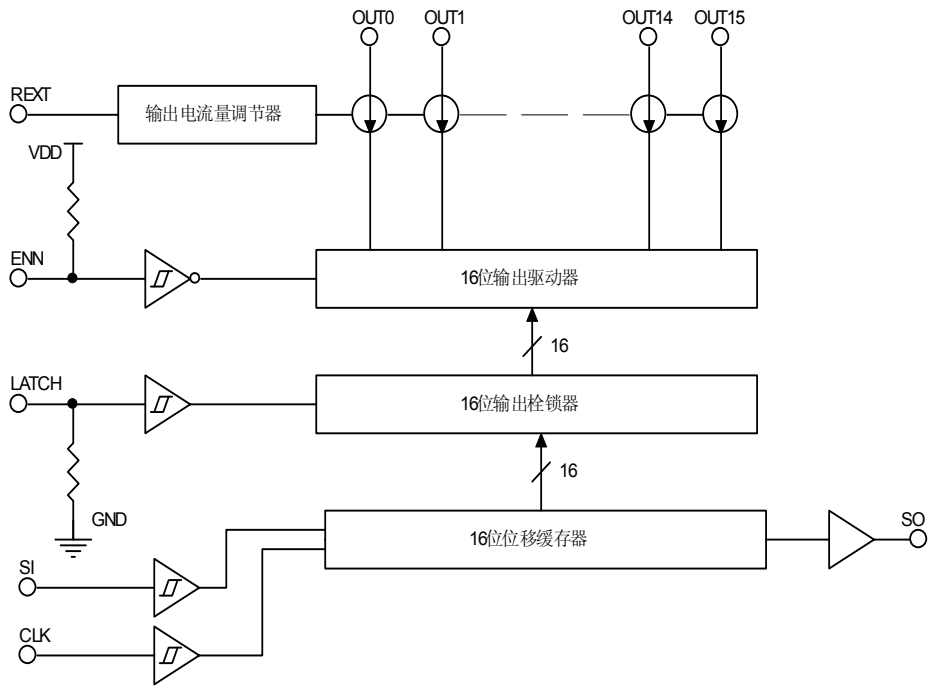 OUT0 OUT1 OUT14 OUT15
REXT
输出电流量调节器
VDD
ENN
16位输出驱动器
16
LATCH
16位输出栓锁器
16
GND
16位位移缓存器
SO
SI
CLK